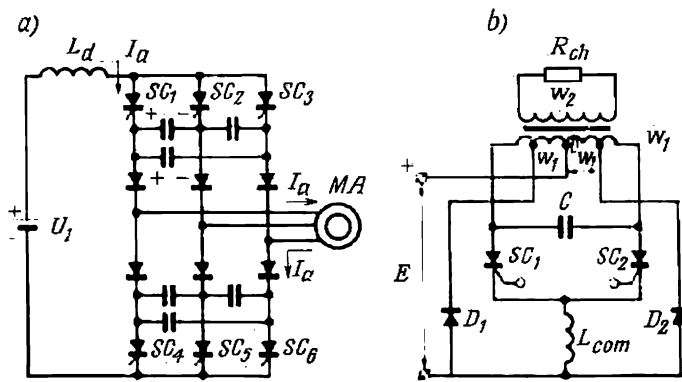 a)
L_d I_a
SC_1 SC_2 SC_3
+ - -
+ -
I_a MA
+
U_1
I_a
SC_4 SC_5 SC_6
b)
R_ch
w_2
w_1 w_1 w_1
+
C
SC_1 SC_2
E
D_1 L_com D_2